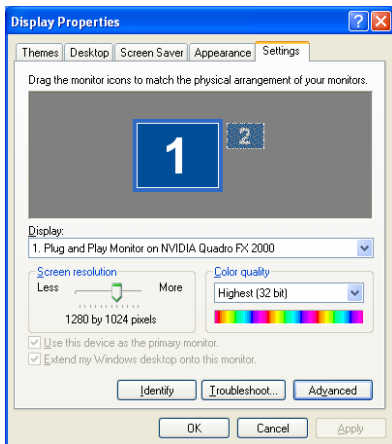 Display Properties
Themes Desktop Screen Saver Appearance Settings
Drag the monitor icons to match the physical arrangement of your monitors.
1 2
Display:
1. Plug and Play Monitor on NVIDIA Quadro FX 2000
Screen resolution
Less More
1280 by 1024 pixels
Color quality
Highest (32 bit)
Use this device as the primary monitor.
Extend my Windows desktop onto this monitor.
Identify Troubleshoot... Advanced
OK Cancel Apply